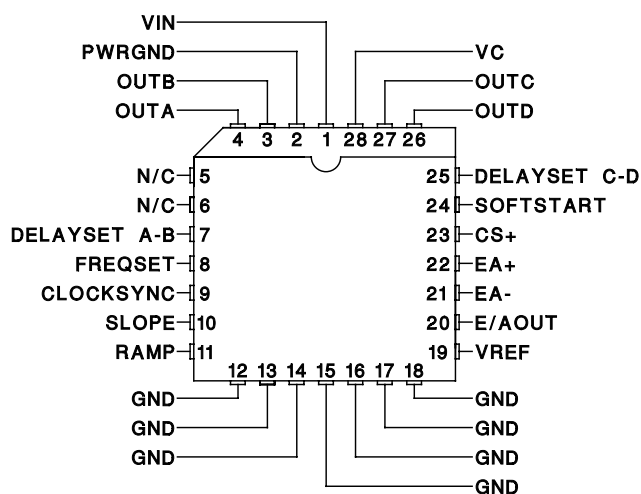 VIN
PWRGND
VC
OUTB
OUTC
OUTA
OUTD
4 3 2 1 28 27 26
N/C 5 25 DELAYSET C-D
N/C 6 24 SOFTSTART
DELAYSET A-B 7 23 CS+
FREQSET 8 22 EA+
CLOCKSYNC 9 21 EA-
SLOPE 10 20 E/AOUT
RAMP 11 19 VREF
12 13 14 15 16 17 18
GND GND
GND GND
GND GND
GND